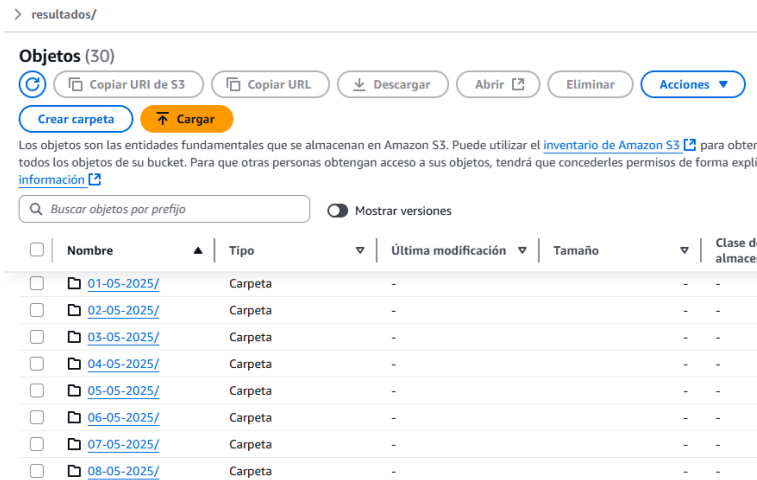 resultados/
Objetos (30)
Copiar URI de S3 Copiar URL Descargar Abrir Eliminar Acciones
Crear carpeta Cargar
Los objetos son las entidades fundamentales que se almacenan en Amazon S3. Puede utilizar el inventario de Amazon S3 para obter
todos los objetos de su bucket. Para que otras personas obtengan acceso a sus objetos, tendrá que concederles permisos de forma explí
información
Buscar objetos por prefijo Mostrar versiones
Nombre Tipo Última modificación Tamaño Clase d
almace
01-05-2025/ Carpeta - - -
02-05-2025/ Carpeta - - -
03-05-2025/ Carpeta - - -
04-05-2025/ Carpeta - - -
05-05-2025/ Carpeta - - -
06-05-2025/ Carpeta - - -
07-05-2025/ Carpeta - - -
08-05-2025/ Carpeta - - -